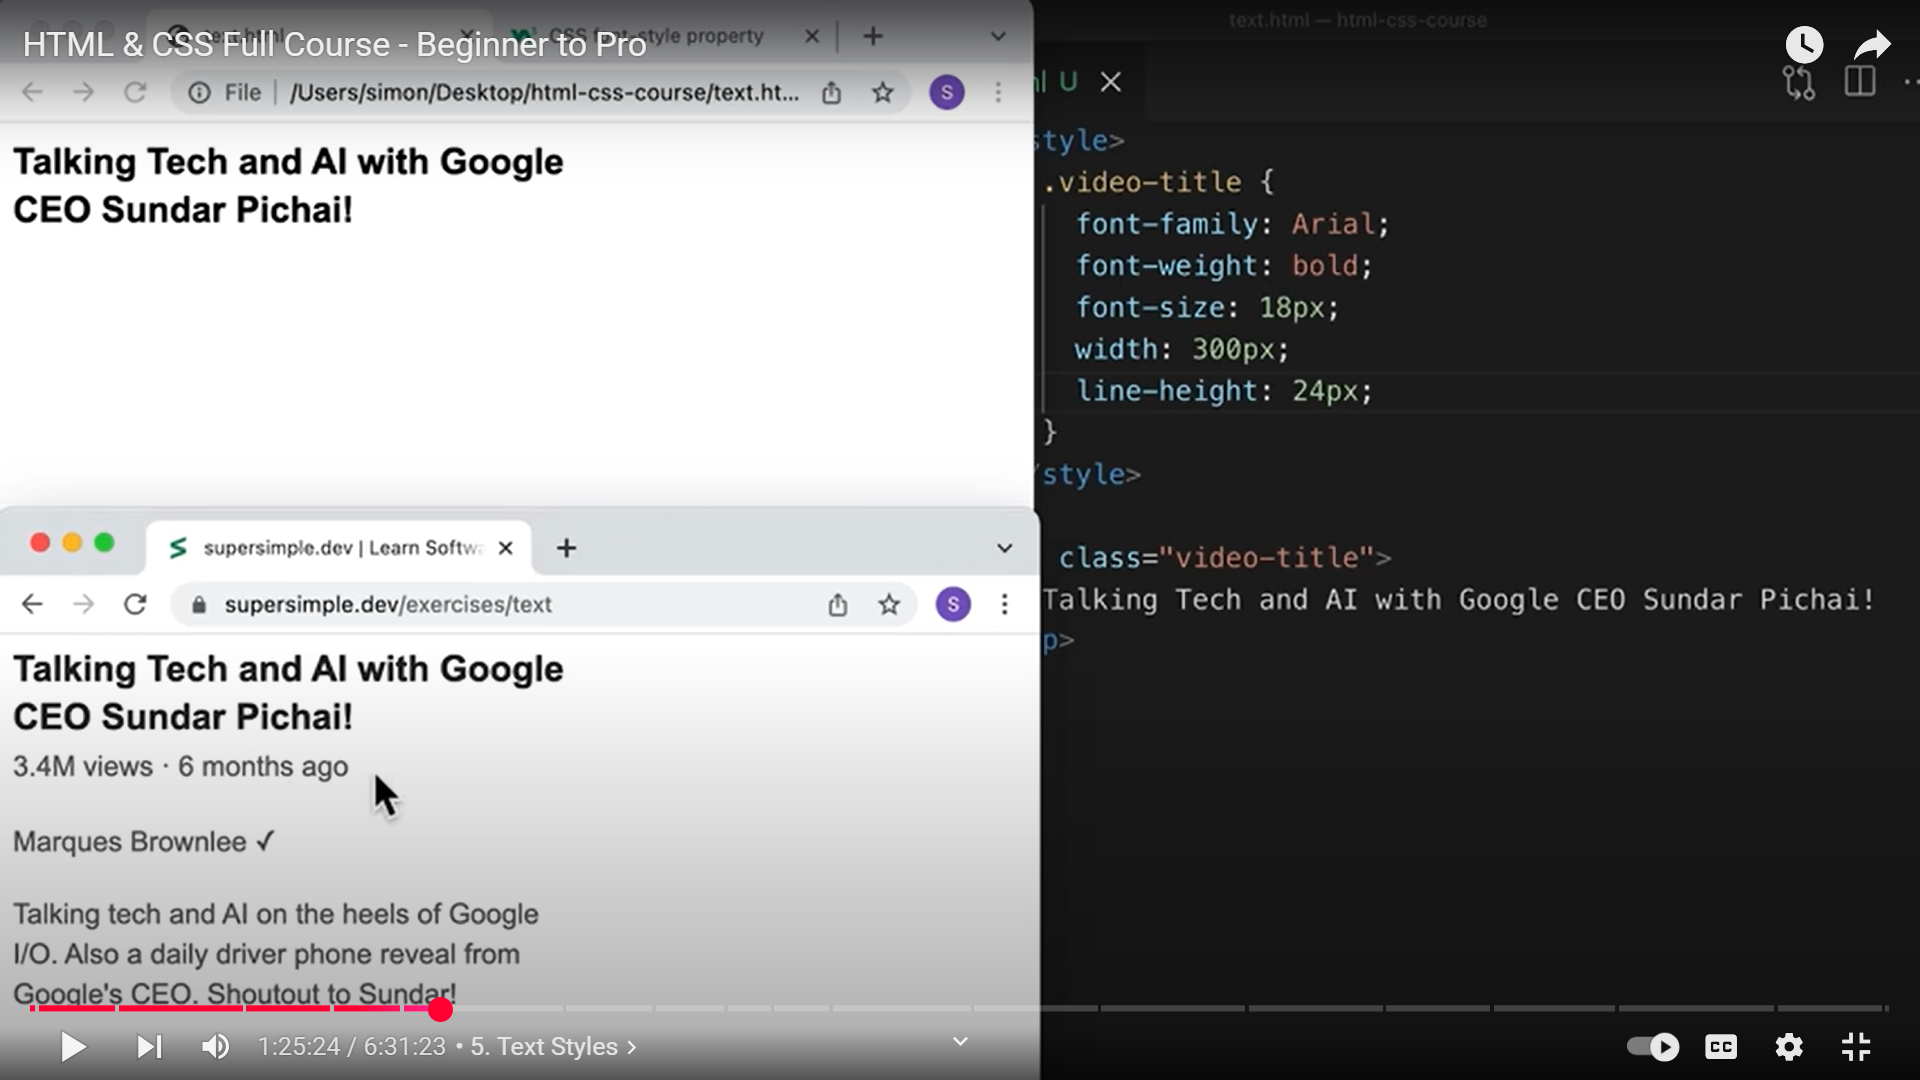 HTML & CSS Full Course - Beginner to Pro
CSS font-style property
File
/Users/simon/Desktop/html-css-course/text.ht...
S
Talking Tech and AI with Google
CEO Sundar Pichai!
supersimple.dev | Learn Softw
supersimple.dev/exercises/text
S
Talking Tech and AI with Google
CEO Sundar Pichai!
3.4M views · 6 months ago
Marques Brownlee ✓
Talking tech and AI on the heels of Google
I/O. Also a daily driver phone reveal from
Google's CEO. Shoutout to Sundar!
text.html — html-css-course
U
style>
.video-title {
font-family: Arial;
font-weight: bold;
font-size: 18px;
width: 300px;
line-height: 24px;
}
style>
class="video-title">
Talking Tech and AI with Google CEO Sundar Pichai!
p>
1:25:24 / 6:31:23 • 5. Text Styles
CC